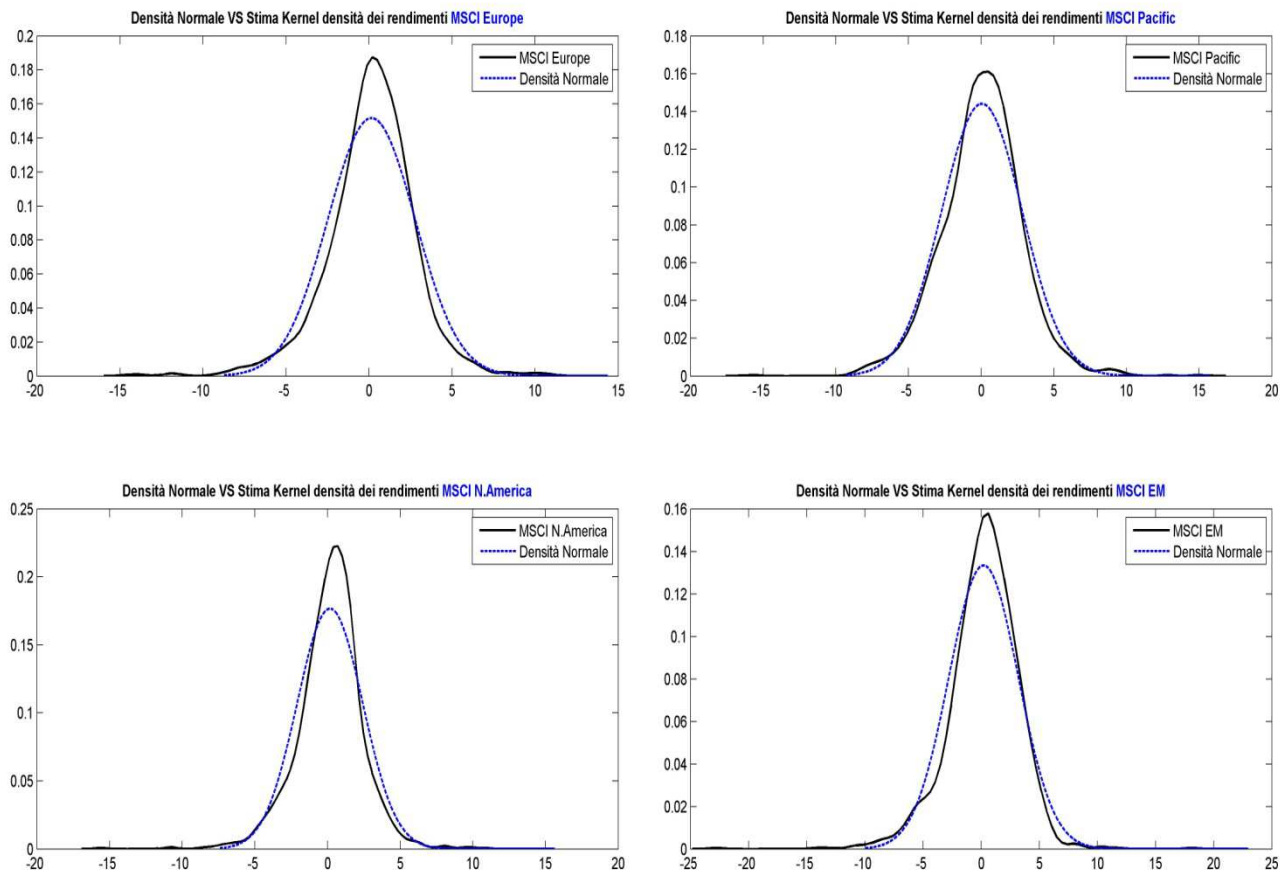 Densità Normale VS Stima Kernel densità dei rendimenti MSCI Europe
0.2
0.18
0.16
0.14
0.12
0.1
0.08
0.06
0.04
0.02
0
-20 -15 -10 -5 0 5 10 15
MSCI Europe
Densità Normale
Densità Normale VS Stima Kernel densità dei rendimenti MSCI Pacific
0.18
0.16
0.14
0.12
0.1
0.08
0.06
0.04
0.02
0
-20 -15 -10 -5 0 5 10 15 20
MSCI Pacific
Densità Normale
Densità Normale VS Stima Kernel densità dei rendimenti MSCI N.America
0.25
0.2
0.15
0.1
0.05
0
-20 -15 -10 -5 0 5 10 15 20
MSCI N.America
Densità Normale
Densità Normale VS Stima Kernel densità dei rendimenti MSCI EM
0.16
0.14
0.12
0.1
0.08
0.06
0.04
0.02
0
-25 -20 -15 -10 -5 0 5 10 15 20 25
MSCI EM
Densità Normale